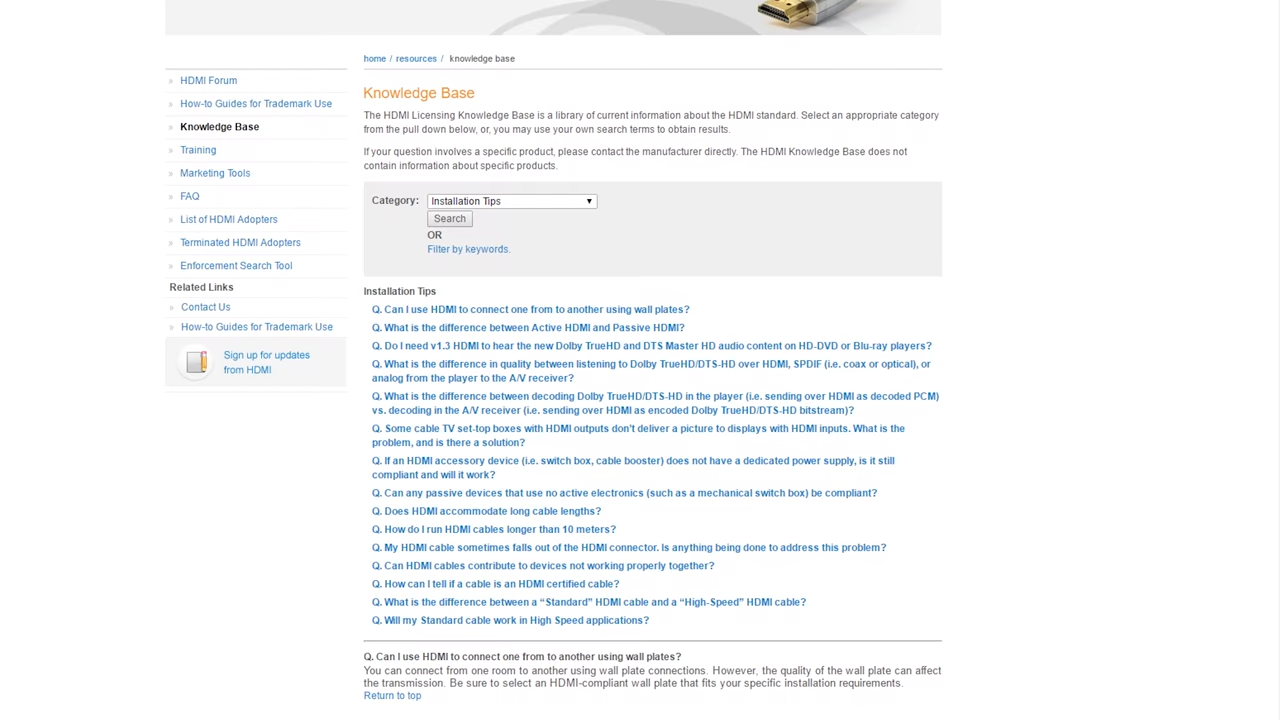 home / resources / knowledge base
HDMI Forum
How-to Guides for Trademark Use
Knowledge Base
Training
Marketing Tools
FAQ
List of HDMI Adopters
Terminated HDMI Adopters
Enforcement Search Tool
Related Links
Contact Us
How-to Guides for Trademark Use
Sign up for updates
from HDMI
Knowledge Base
The HDMI Licensing Knowledge Base is a library of current information about the HDMI standard. Select an appropriate category
from the pull down below, or, you may use your own search terms to obtain results.
If your question involves a specific product, please contact the manufacturer directly. The HDMI Knowledge Base does not
contain information about specific products.
Category: Installation Tips
Search
OR
Filter by keywords.
Installation Tips
Q. Can I use HDMI to connect one from to another using wall plates?
Q. What is the difference between Active HDMI and Passive HDMI?
Q. Do I need v1.3 HDMI to hear the new Dolby TrueHD and DTS Master HD audio content on HD-DVD or Blu-ray players?
Q. What is the difference in quality between listening to Dolby TrueHD/DTS-HD over HDMI, SPDIF (i.e. coax or optical), or
analog from the player to the A/V receiver?
Q. What is the difference between decoding Dolby TrueHD/DTS-HD in the player (i.e. sending over HDMI as decoded PCM)
vs. decoding in the A/V receiver (i.e. sending over HDMI as encoded Dolby TrueHD/DTS-HD bitstream)?
Q. Some cable TV set-top boxes with HDMI outputs don't deliver a picture to displays with HDMI inputs. What is the
problem, and is there a solution?
Q. If an HDMI accessory device (i.e. switch box, cable booster) does not have a dedicated power supply, is it still
compliant and will it work?
Q. Can any passive devices that use no active electronics (such as a mechanical switch box) be compliant?
Q. Does HDMI accommodate long cable lengths?
Q. How do I run HDMI cables longer than 10 meters?
Q. My HDMI cable sometimes falls out of the HDMI connector. Is anything being done to address this problem?
Q. Can HDMI cables contribute to devices not working properly together?
Q. How can I tell if a cable is an HDMI certified cable?
Q. What is the difference between a “Standard” HDMI cable and a “High-Speed” HDMI cable?
Q. Will my Standard cable work in High Speed applications?
Q. Can I use HDMI to connect one from to another using wall plates?
You can connect from one room to another using wall plate connections. However, the quality of the wall plate can affect
the transmission. Be sure to select an HDMI-compliant wall plate that fits your specific installation requirements.
Return to top